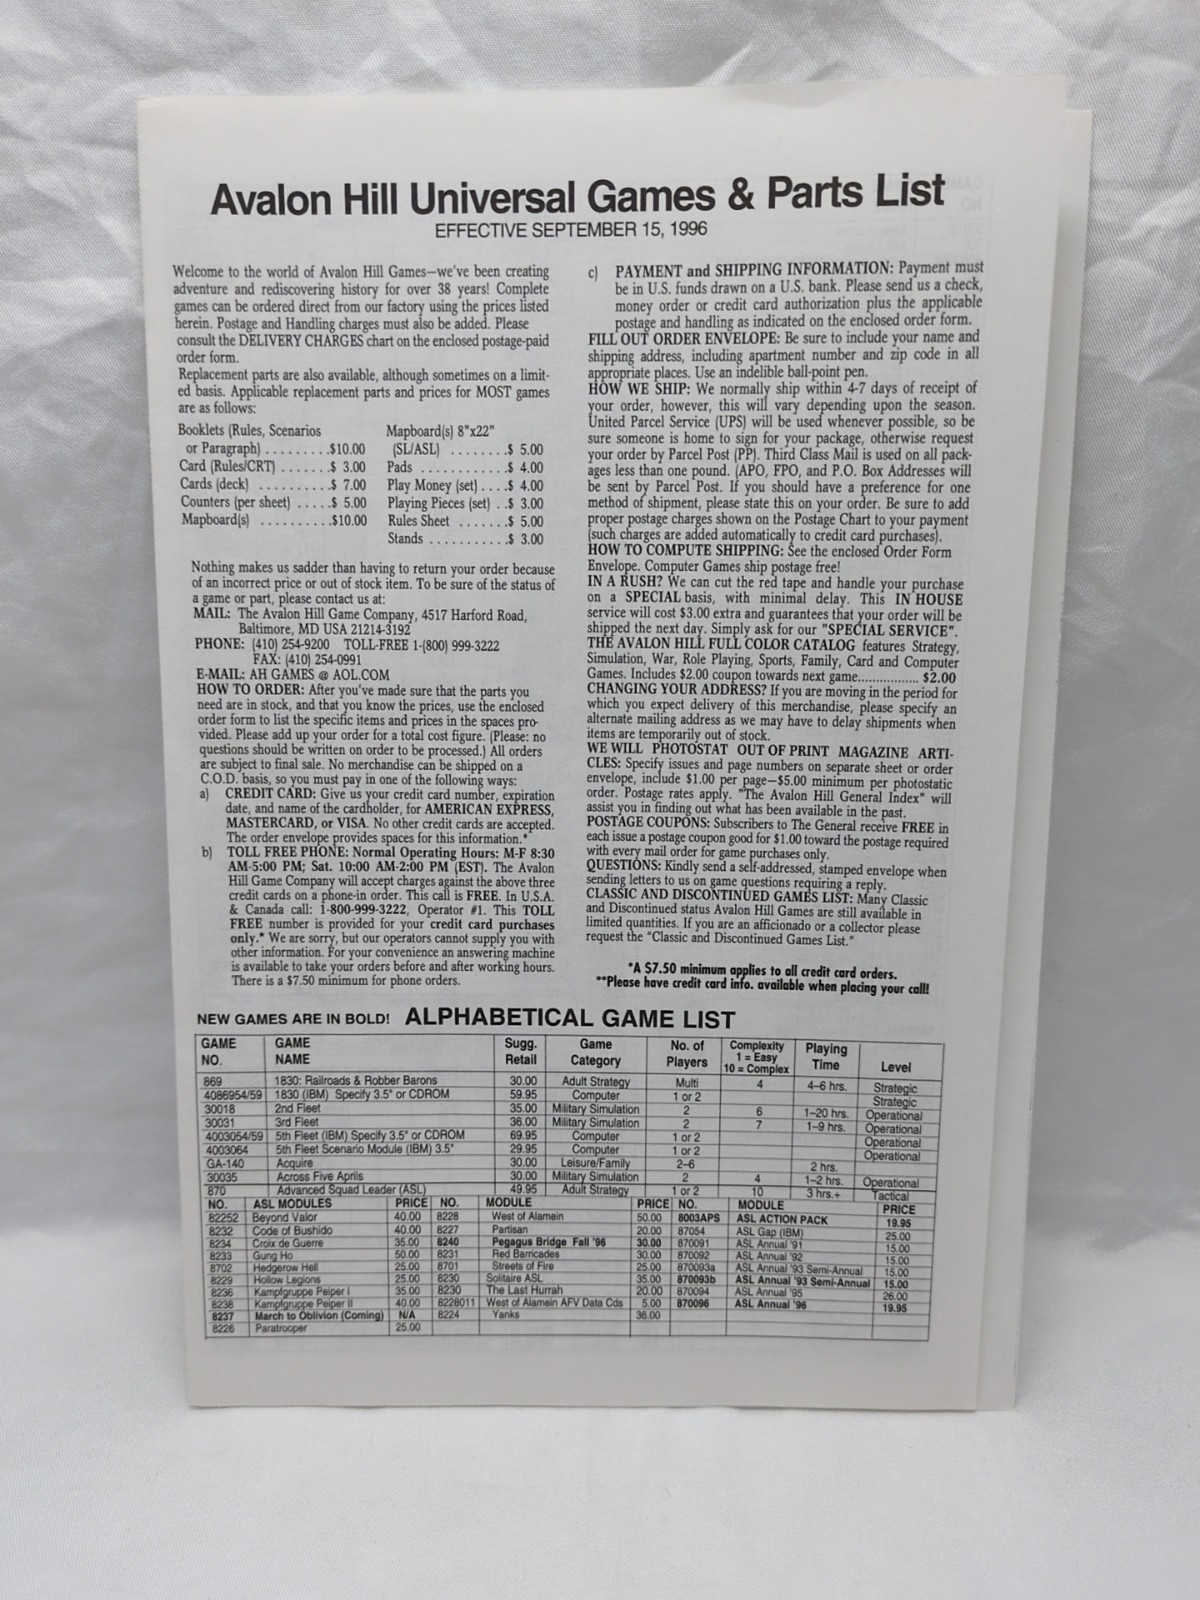 Avalon Hill Universal Games & Parts List
EFFECTIVE SEPTEMBER 15, 1996
Welcome to the world of Avalon Hill Games—we've been creating
adventure and rediscovering history for over 38 years! Complete
games can be ordered direct from our factory using the prices listed
herein. Postage and Handling charges must also be added. Please
consult the DELIVERY CHARGES chart on the enclosed postage-paid
order form.
Replacement parts are also available, although sometimes on a limit-
ed basis. Applicable replacement parts and prices for MOST games
are as follows:
Booklets (Rules, Scenarios
or Paragraph) . . . . . . . . .$10.00
Card (Rules/CRT) . . . . . . .$ 3.00
Cards (deck) . . . . . . . . . .$ 7.00
Counters (per sheet) . . . . .$ 5.00
Mapboard(s) . . . . . . . . . .$10.00
Mapboard(s) 8"x22"
(SL/ASL) . . . . . . . .$ 5.00
Pads . . . . . . . . . . . .$ 4.00
Play Money (set) . . . .$ 4.00
Playing Pieces (set) . .$ 3.00
Rules Sheet . . . . . . .$ 5.00
Stands . . . . . . . . . . .$ 3.00
Nothing makes us sadder than having to return your order because
of an incorrect price or out of stock item. To be sure of the status of
a game or part, please contact us at:
MAIL: The Avalon Hill Game Company, 4517 Harford Road,
Baltimore, MD USA 21214-3192
PHONE: (410) 254-9200 TOLL-FREE 1-(800) 999-3222
FAX: (410) 254-0991
E-MAIL: AH GAMES @ AOL.COM
HOW TO ORDER: After you've made sure that the parts you
need are in stock, and that you know the prices, use the enclosed
order form to list the specific items and prices in the spaces pro-
vided. Please add up your order for a total cost figure. (Please: no
questions should be written on order to be processed.) All orders
are subject to final sale. No merchandise can be shipped on a
C.O.D. basis, so you must pay in one of the following ways:
a) CREDIT CARD: Give us your credit card number, expiration
date, and name of the cardholder, for AMERICAN EXPRESS,
MASTERCARD, or VISA. No other credit cards are accepted.
The order envelope provides spaces for this information.*
b) TOLL FREE PHONE: Normal Operating Hours: M-F 8:30
AM-5:00 PM; Sat. 10:00 AM-2:00 PM (EST). The Avalon
Hill Game Company will accept charges against the above three
credit cards on a phone-in order. This call is FREE. In U.S.A.
& Canada call: 1-800-999-3222, Operator #1. This TOLL
FREE number is provided for your credit card purchases
only.* We are sorry, but our operators cannot supply you with
other information. For your convenience an answering machine
is available to take your orders before and after working hours.
There is a $7.50 minimum for phone orders.
c) PAYMENT and SHIPPING INFORMATION: Payment must
be in U.S. funds drawn on a U.S. bank. Please send us a check,
money order or credit card authorization plus the applicable
postage and handling as indicated on the enclosed order form.
FILL OUT ORDER ENVELOPE: Be sure to include your name and
shipping address, including apartment number and zip code in all
appropriate places. Use an indelible ball-point pen.
HOW WE SHIP: We normally ship within 4-7 days of receipt of
your order, however, this will vary depending upon the season.
United Parcel Service (UPS) will be used whenever possible, so be
sure someone is home to sign for your package, otherwise request
your order by Parcel Post (PP). Third Class Mail is used on all pack-
ages less than one pound. (APO, FPO, and P.O. Box Addresses will
be sent by Parcel Post. If you should have a preference for one
method of shipment, please state this on your order. Be sure to add
proper postage charges shown on the Postage Chart to your payment
(such charges are added automatically to credit card purchases).
HOW TO COMPUTE SHIPPING: See the enclosed Order Form
Envelope. Computer Games ship postage free!
IN A RUSH? We can cut the red tape and handle your purchase
on a SPECIAL basis, with minimal delay. This IN HOUSE
service will cost $3.00 extra and guarantees that your order will be
shipped the next day. Simply ask for our "SPECIAL SERVICE".
THE AVALON HILL FULL COLOR CATALOG features Strategy,
Simulation, War, Role Playing, Sports, Family, Card and Computer
Games. Includes $2.00 coupon towards next game................. $2.00
CHANGING YOUR ADDRESS? If you are moving in the period for
which you expect delivery of this merchandise, please specify an
alternate mailing address as we may have to delay shipments when
items are temporarily out of stock.
WE WILL PHOTOSTAT OUT OF PRINT MAGAZINE ARTI-
CLES: Specify issues and page numbers on separate sheet or order
envelope, include $1.00 per page—$5.00 minimum per photostatic
order. Postage rates apply. "The Avalon Hill General Index" will
assist you in finding out what has been available in the past.
POSTAGE COUPONS: Subscribers to The General receive FREE in
each issue a postage coupon good for $1.00 toward the postage required
with every mail order for game purchases only.
QUESTIONS: Kindly send a self-addressed, stamped envelope when
sending letters to us on game questions requiring a reply.
CLASSIC AND DISCONTINUED GAMES LIST: Many Classic
and Discontinued status Avalon Hill Games are still available in
limited quantities. If you are an afficionado or a collector please
request the "Classic and Discontinued Games List."
*A $7.50 minimum applies to all credit card orders.
**Please have credit card info. available when placing your call!
NEW GAMES ARE IN BOLD! ALPHABETICAL GAME LIST
GAME NO. GAME NAME Sugg. Retail Game Category No. of Players Complexity 1 = Easy 10 = Complex Playing Time Level
869 1830: Railroads & Robber Barons 30.00 Adult Strategy Multi 4 4–6 hrs. Strategic
4086954/59 1830 (IBM) Specify 3.5" or CDROM 59.95 Computer 1 or 2 Strategic
30018 2nd Fleet 35.00 Military Simulation 2 6 1–20 hrs. Operational
30031 3rd Fleet 36.00 Military Simulation 2 7 1–9 hrs. Operational
4003054/59 5th Fleet (IBM) Specify 3.5" or CDROM 69.95 Computer 1 or 2 Operational
4003064 5th Fleet Scenario Module (IBM) 3.5" 29.95 Computer 1 or 2 Operational
GA-140 Acquire 30.00 Leisure/Family 2–6 2 hrs.
30035 Across Five Aprils 30.00 Military Simulation 2 4 1–2 hrs. Operational
870 Advanced Squad Leader (ASL) 49.95 Adult Strategy 1 or 2 10 3 hrs.+ Tactical
NO. ASL MODULES PRICE NO. MODULE PRICE NO. MODULE PRICE
82252 Beyond Valor 40.00 8228 West of Alamein 50.00 8003APS ASL ACTION PACK 19.95
8232 Code of Bushido 40.00 8227 Partisan 20.00 87054 ASL Gap (IBM) 25.00
8234 Croix de Guerre 35.00 8240 Pegagus Bridge Fall '96 30.00 870091 ASL Annual '91 15.00
8233 Gung Ho 50.00 8231 Red Barricades 30.00 870092 ASL Annual '92 15.00
8702 Hedgerow Hell 25.00 8701 Streets of Fire 25.00 870093a ASL Annual '93 Semi-Annual 15.00
8229 Hollow Legions 25.00 8230 Solitaire ASL 35.00 870093b ASL Annual '93 Semi-Annual 15.00
8236 Kampfgruppe Peiper I 35.00 8230 The Last Hurrah 20.00 870094 ASL Annual '95 26.00
8238 Kampfgruppe Peiper II 40.00 8228011 West of Alamein AFV Data Cds 5.00 870096 ASL Annual '96 19.95
8237 March to Oblivion (Coming) N/A 8224 Yanks 36.00
8226 Paratrooper 25.00